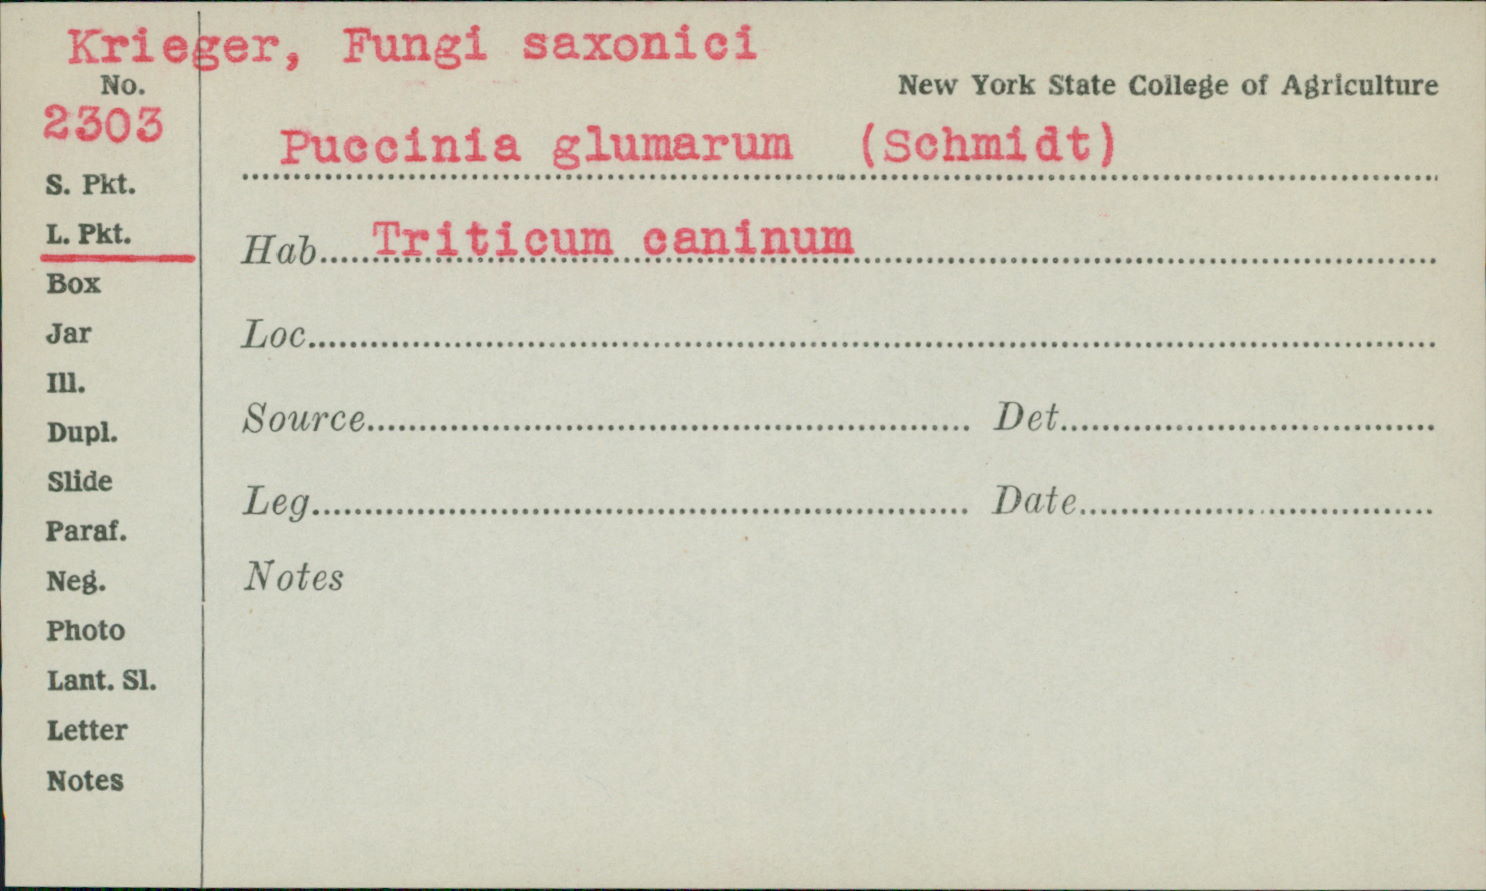 Krieger, Fungi saxonici
No.
2303
New York State College of Agriculture
Puccinia glumarum (Schmidt)
S. Pkt.
L. Pkt.
Hab. Triticum caninum
Box
Jar
Loc.
Ill.
Source Det.
Dupl.
Slide
Leg. Date
Paraf.
Neg.
Notes
Photo
Lant. Sl.
Letter
Notes